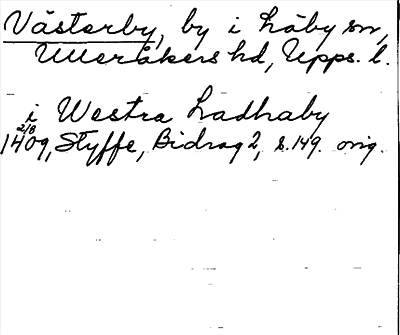 Västerby, by i Läby sn,
Ulleråkers hd, Upps. l.
i Westra Ladhaby
2/8
1409, Styffe, Bidrag 2, s. 149. orig.